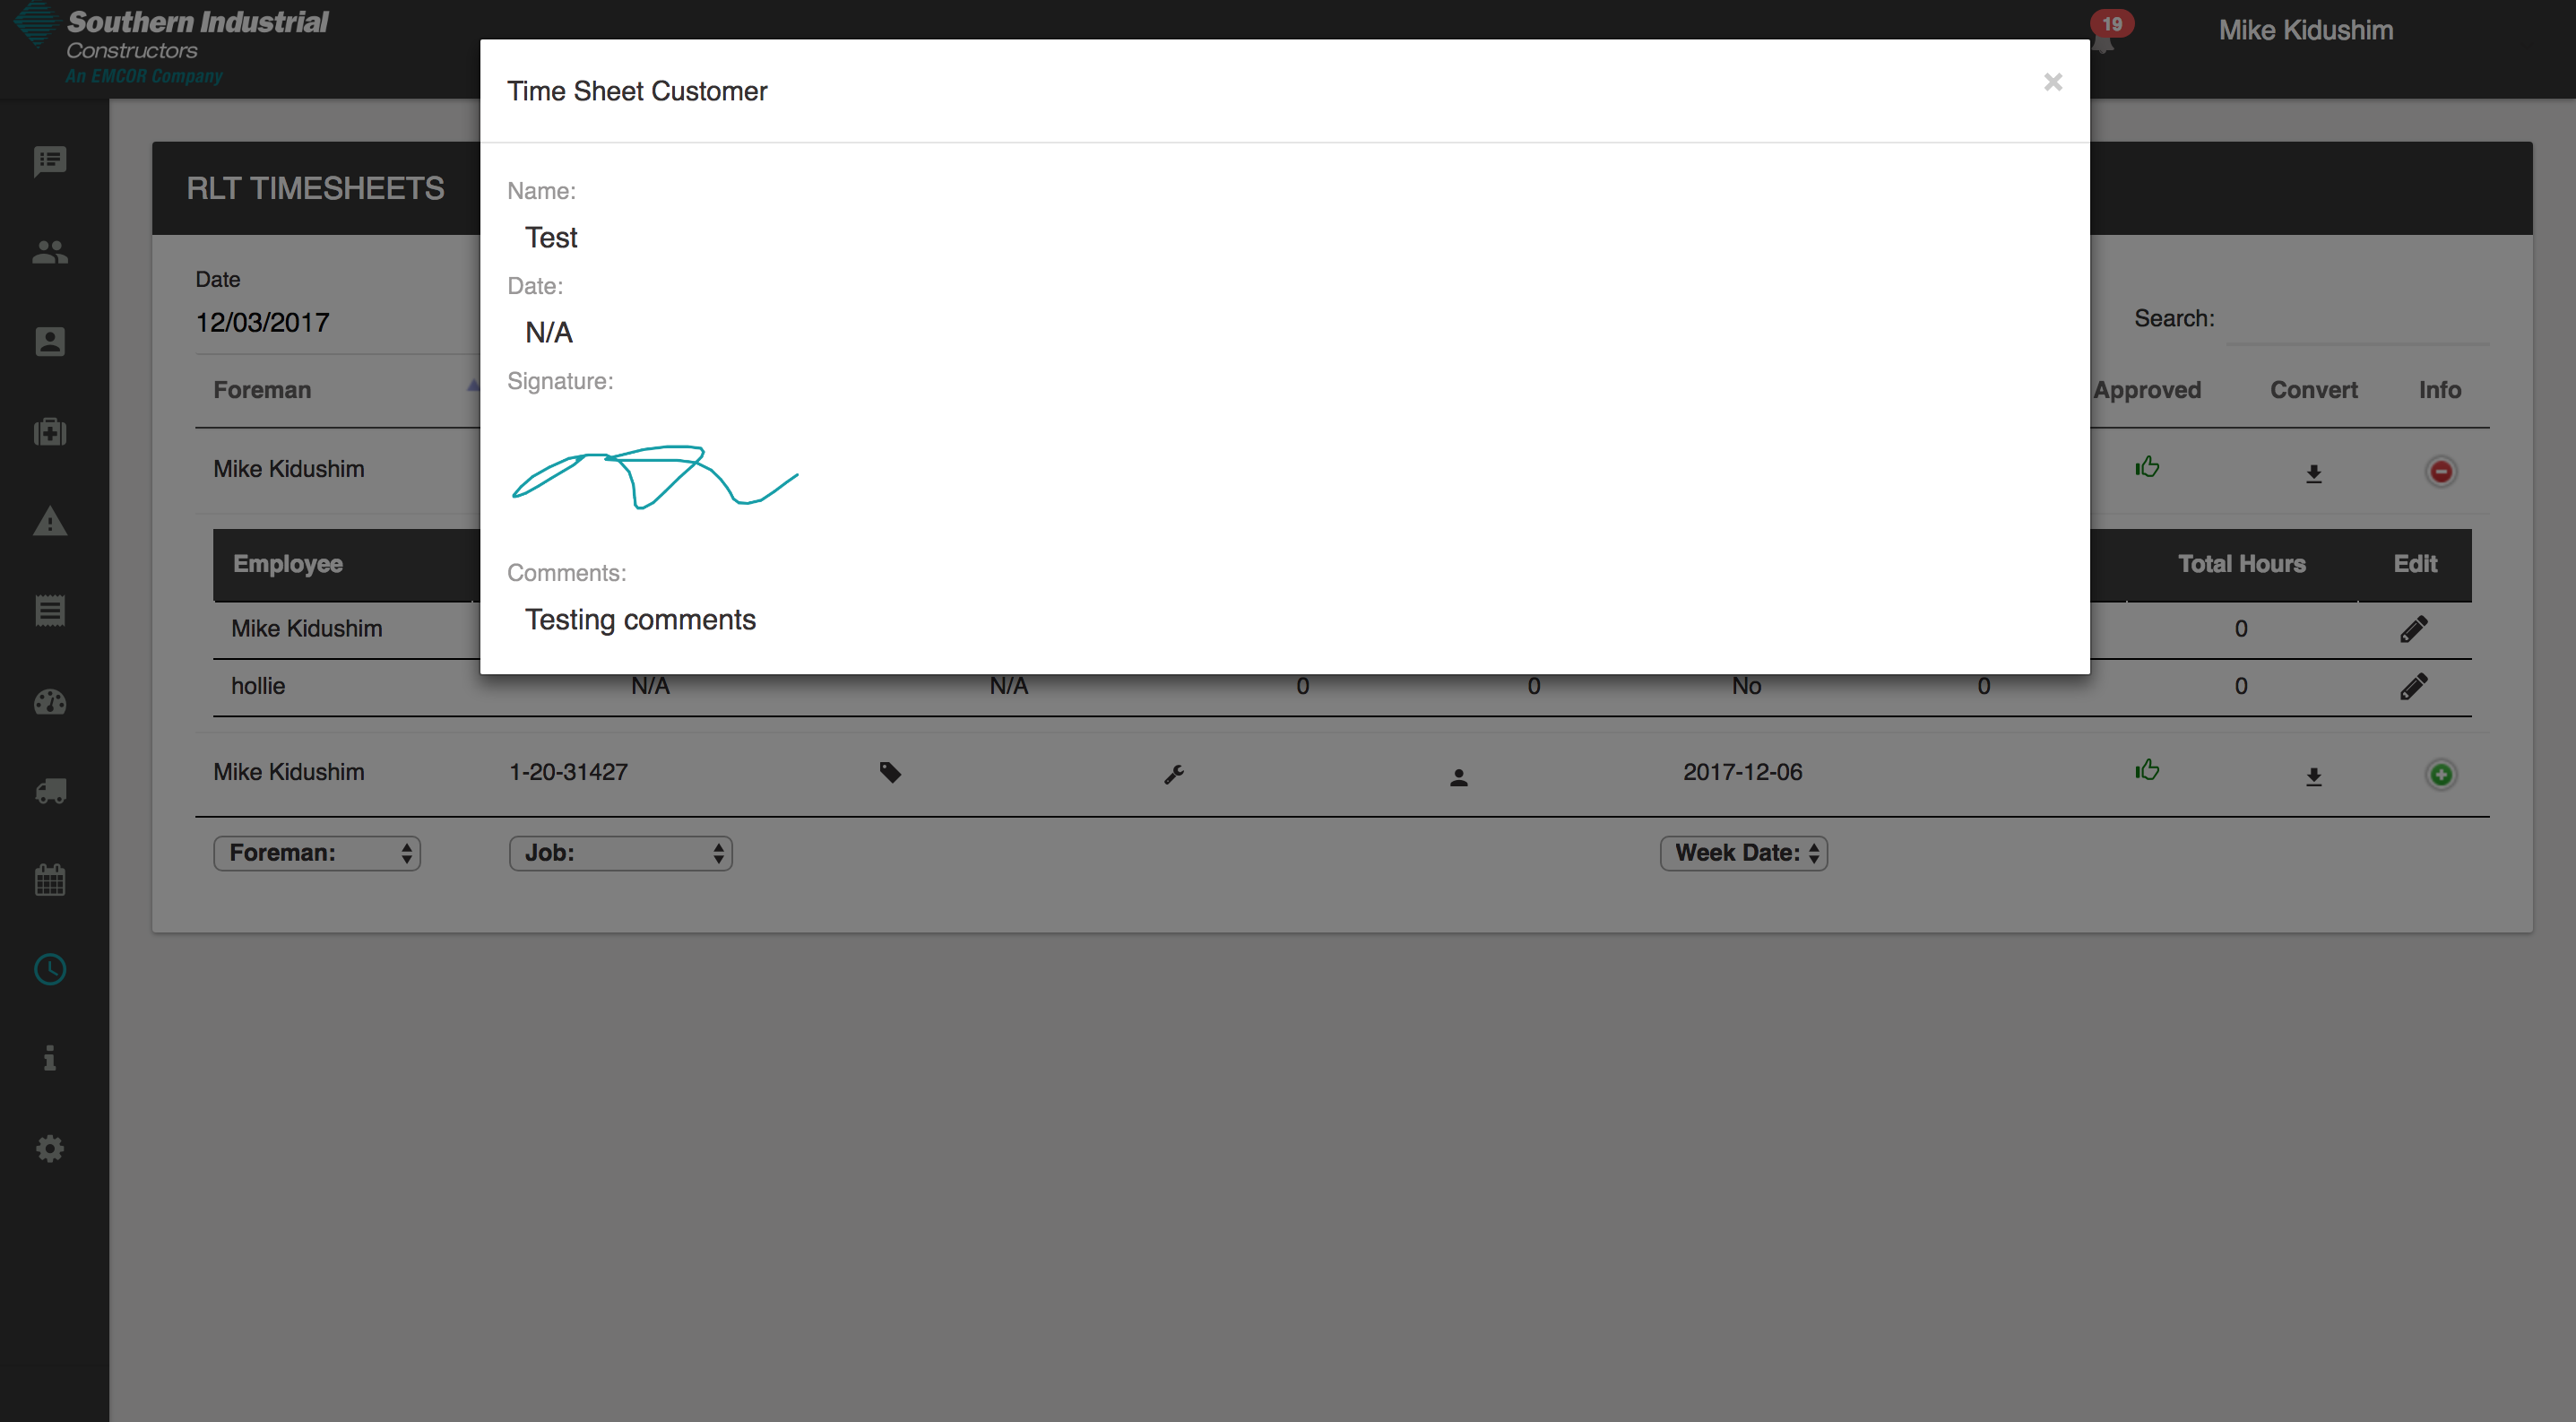 Southern Industrial
Constructors
An EMCOR Company
19
Mike Kidushim
Time Sheet Customer
×
Name:
Test
Date:
N/A
Signature:
Comments:
Testing comments
RLT TIMESHEETS
Date
12/03/2017
Search:
Foreman Approved Convert Info
Mike Kidushim
Employee Total Hours Edit
Mike Kidushim 0
hollie N/A N/A 0 0 No 0 0
Mike Kidushim 1-20-31427 2017-12-06
Foreman: Job: Week Date: